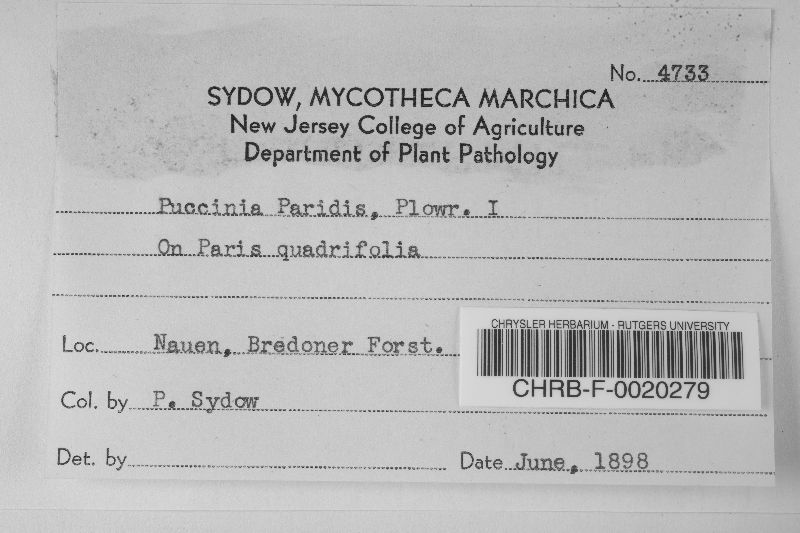 No. 4733
SYDOW, MYCOTHECA MARCHICA
New Jersey College of Agriculture
Department of Plant Pathology
Puccinia Paridis, Plowr. I
On Paris quadrifolia
Loc. Nauen, Bredoner Forst.
CHRYSLER HERBARIUM - RUTGERS UNIVERSITY
CHRB-F-0020279
Col. by P. Sydow
Det. by
Date June, 1898